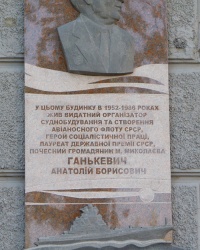 У ЦЬОМУ БУДИНКУ В 1953-1968 РОКАХ
ЖИВ ВИДАТНИЙ ОРГАНІЗАТОР
СУДНОБУДУВАННЯ ТА СТВОРЕННЯ
АВІАНОСНОГО ФЛОТУ СРСР,
ГЕРОЙ СОЦІАЛІСТИЧНОЇ ПРАЦІ,
ЛАУРЕАТ ДЕРЖАВНОЇ ПРЕМІЇ СРСР,
ПОЧЕСНИЙ ГРОМАДЯНИН М. МИКОЛАЄВА
ГАНЬКЕВИЧ
АНАТОЛІЙ БОРИСОВИЧ